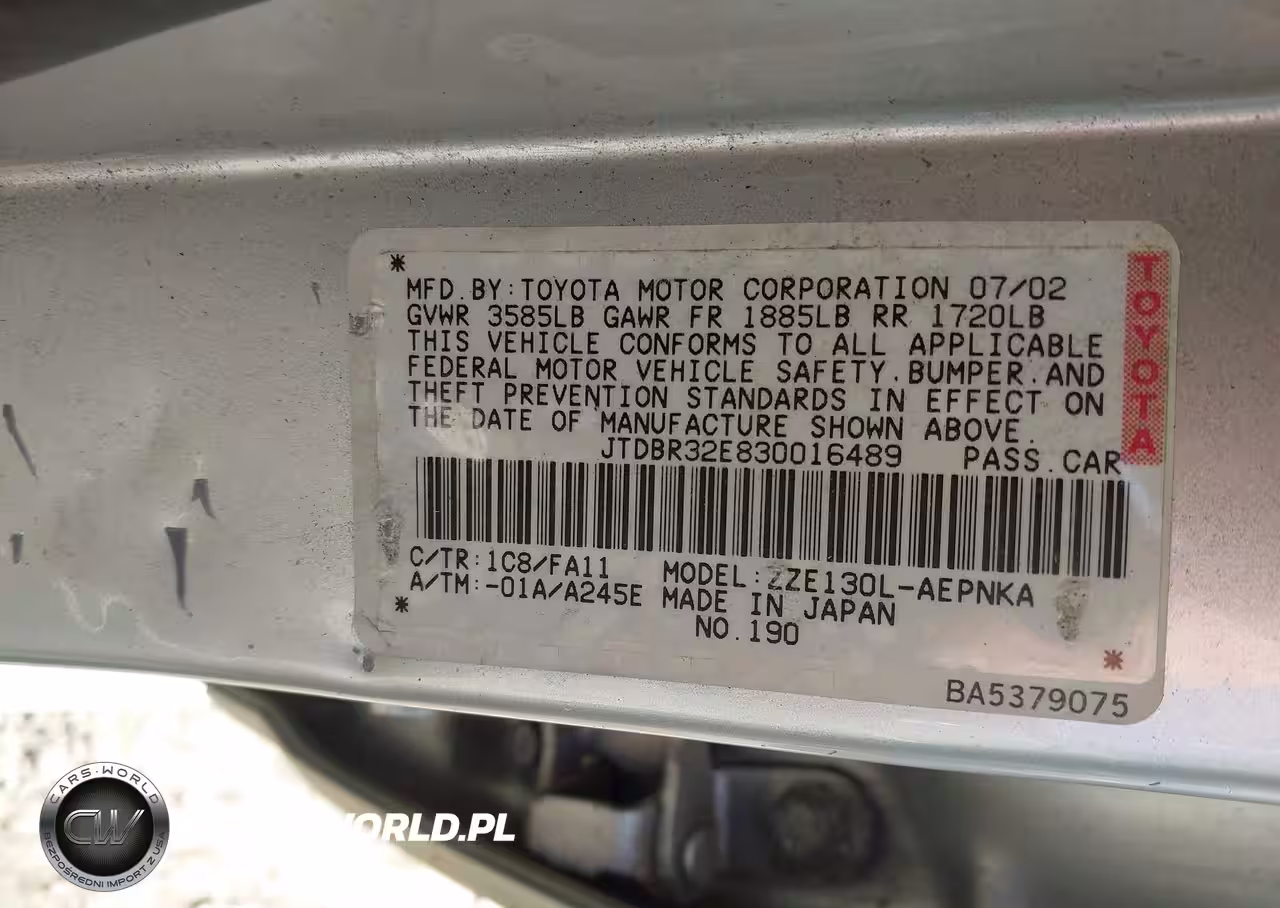 *
MFD. BY: TOYOTA MOTOR CORPORATION 07/02
GVWR 3585LB GAWR FR 1885LB RR 1720LB
THIS VEHICLE CONFORMS TO ALL APPLICABLE
FEDERAL MOTOR VEHICLE SAFETY. BUMPER. AND
THEFT PREVENTION STANDARDS IN EFFECT ON
THE DATE OF MANUFACTURE SHOWN ABOVE.
JTDBR32E830016489 PASS. CAR
TOYOTA
C/TR: 1C8/FA11 MODEL: ZZE130L-AEPNKA
A/TM: -01A/A245E MADE IN JAPAN
* NO. 190
*
BA5379075
CARS-WORLD
CW
BEZPOŚREDNI IMPORT Z USA
WORLD.PL